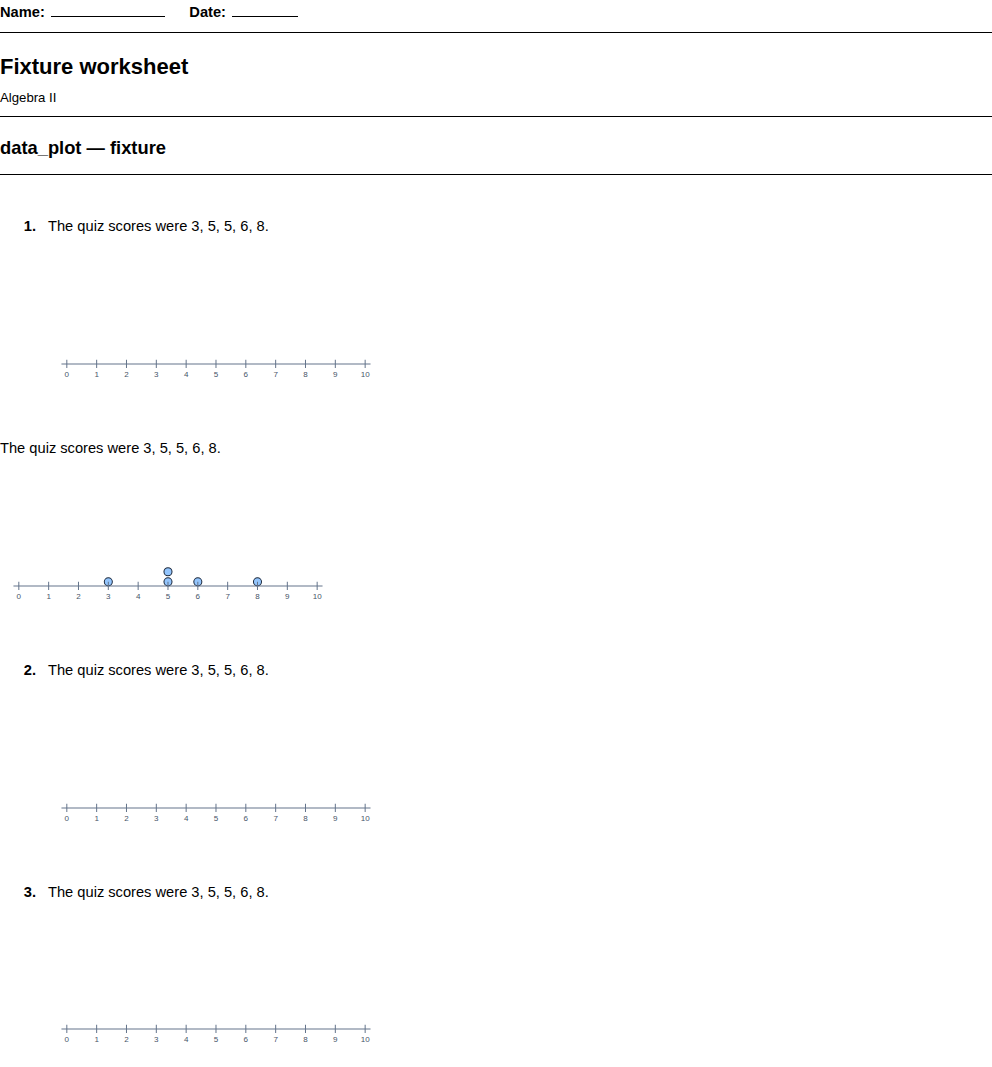 Name: Date:
Fixture worksheet
Algebra II
data_plot — fixture
1. The quiz scores were 3, 5, 5, 6, 8.
0 1 2 3 4 5 6 7 8 9 10
The quiz scores were 3, 5, 5, 6, 8.
0 1 2 3 4 5 6 7 8 9 10
2. The quiz scores were 3, 5, 5, 6, 8.
0 1 2 3 4 5 6 7 8 9 10
3. The quiz scores were 3, 5, 5, 6, 8.
0 1 2 3 4 5 6 7 8 9 10